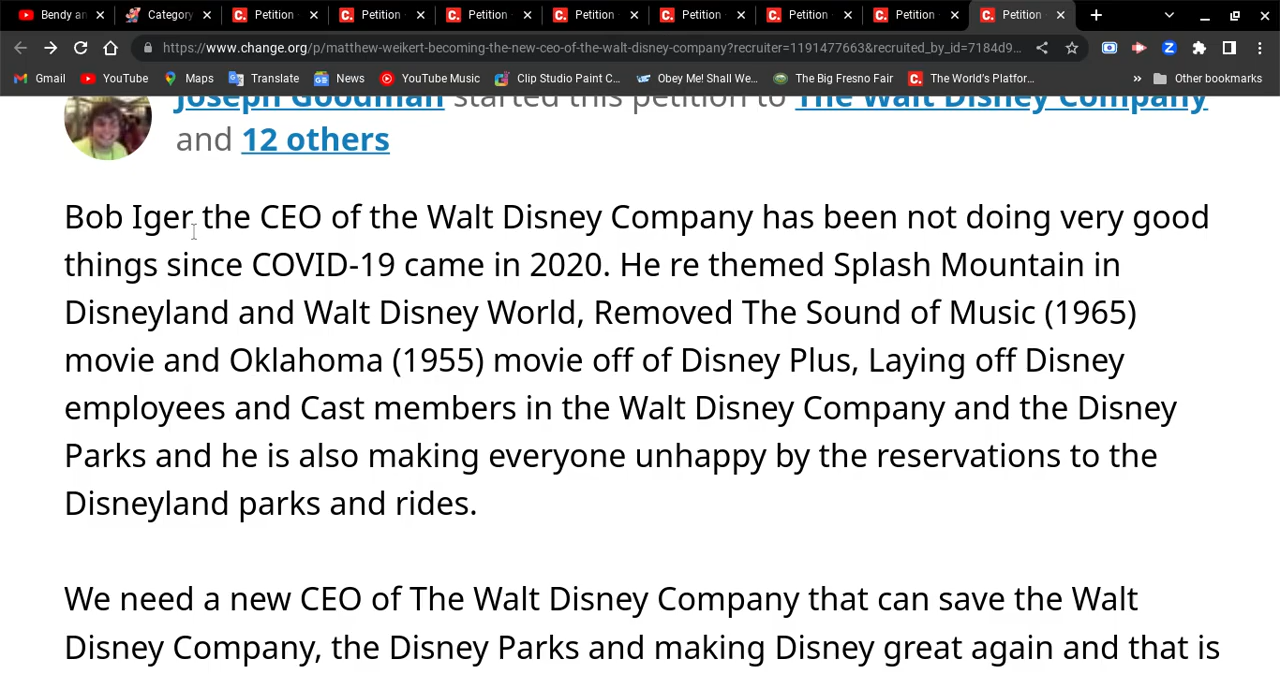 Bendy an
Category
Petition
Petition
Petition
Petition
Petition
Petition
Petition
Petition
https://www.change.org/p/matthew-weikert-becoming-the-new-ceo-of-the-walt-disney-company?recruiter=1191477663&recruited_by_id=7184d9...
Gmail YouTube Maps Translate News YouTube Music Clip Studio Paint C... Obey Me! Shall We... The Big Fresno Fair The World's Platfor... » Other bookmarks
Joseph Goodman started this petition to The Walt Disney Company
and 12 others
Bob Iger the CEO of the Walt Disney Company has been not doing very good
things since COVID-19 came in 2020. He re themed Splash Mountain in
Disneyland and Walt Disney World, Removed The Sound of Music (1965)
movie and Oklahoma (1955) movie off of Disney Plus, Laying off Disney
employees and Cast members in the Walt Disney Company and the Disney
Parks and he is also making everyone unhappy by the reservations to the
Disneyland parks and rides.
We need a new CEO of The Walt Disney Company that can save the Walt
Disney Company, the Disney Parks and making Disney great again and that is